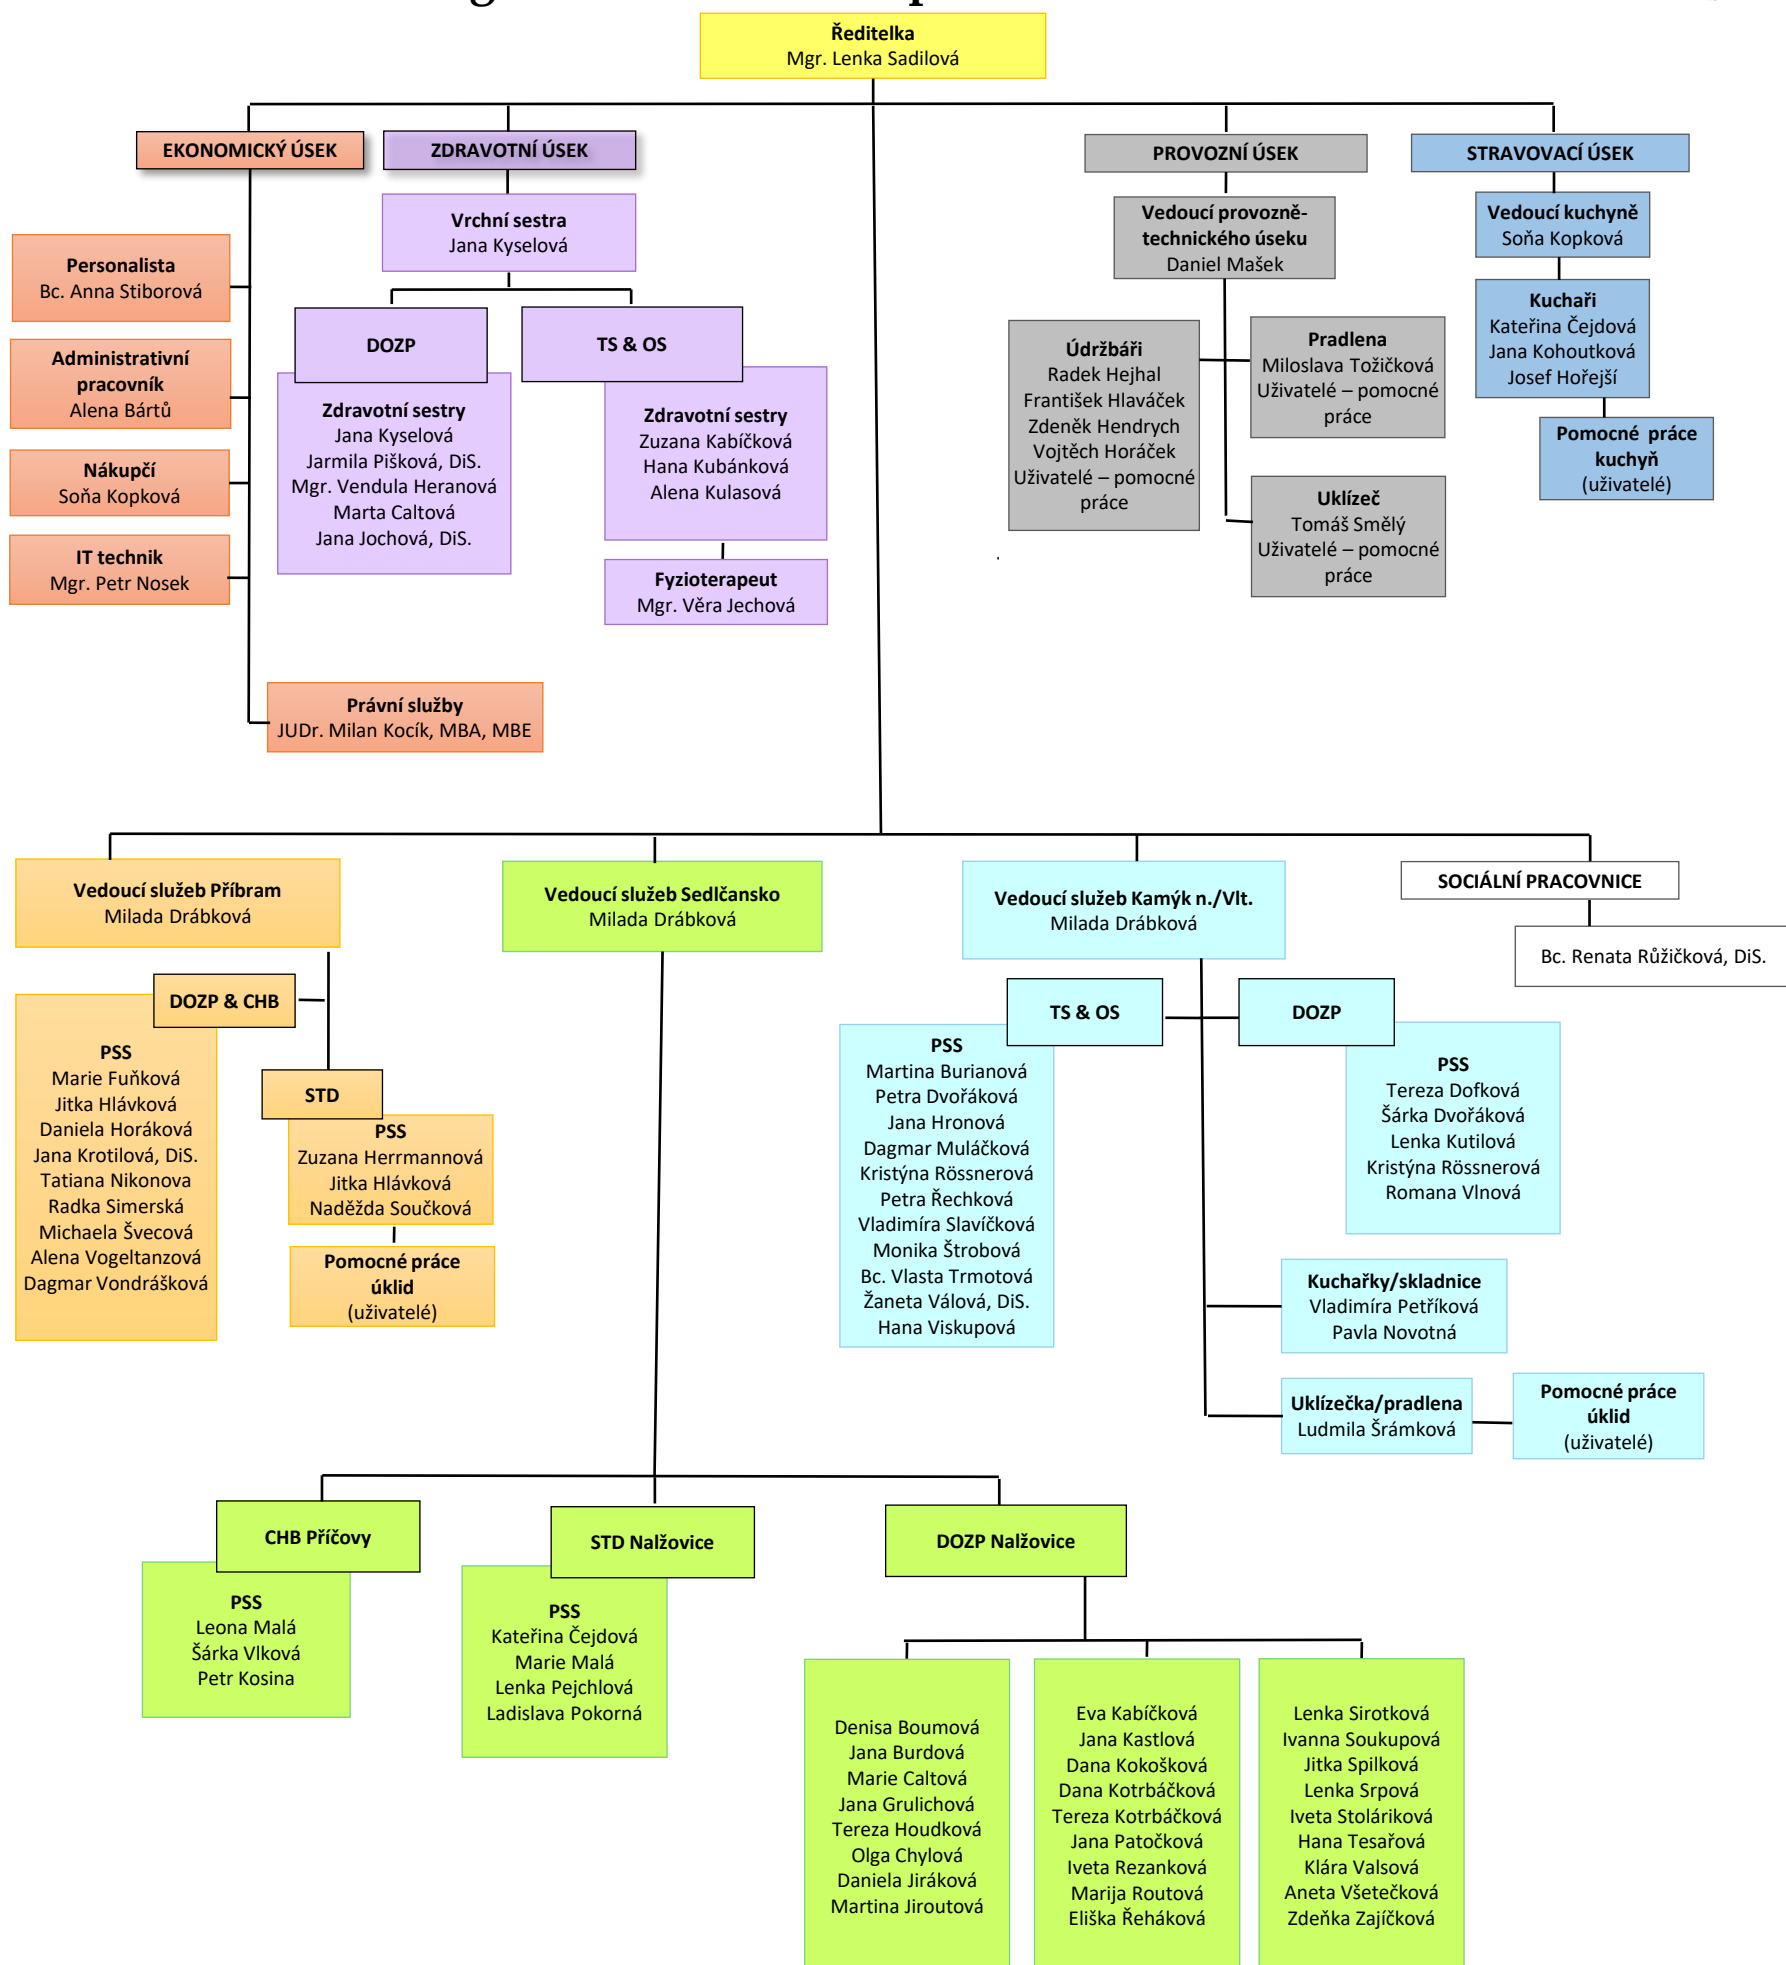 Ředitelka
Mgr. Lenka Sadilová
EKONOMICKÝ ÚSEK
ZDRAVOTNÍ ÚSEK
PROVOZNÍ ÚSEK
STRAVOVACÍ ÚSEK
Personalista
Bc. Anna Stiborová
Administrativní
pracovník
Alena Bártů
Nákupčí
Soňa Kopková
IT technik
Mgr. Petr Nosek
Právní služby
JUDr. Milan Kocík, MBA, MBE
Vrchní sestra
Jana Kyselová
DOZP
Zdravotní sestry
Jana Kyselová
Jarmila Pišková, DiS.
Mgr. Vendula Heranová
Marta Caltová
Jana Jochová, DiS.
TS & OS
Zdravotní sestry
Zuzana Kabíčková
Hana Kubánková
Alena Kulasová
Fyzioterapeut
Mgr. Věra Jechová
Vedoucí provozně-
technického úseku
Daniel Mašek
Údržbáři
Radek Hejhal
František Hlaváček
Zdeněk Hendrych
Vojtěch Horáček
Uživatelé – pomocné
práce
Pradlena
Miloslava Tožičková
Uživatelé – pomocné
práce
Uklízeč
Tomáš Smělý
Uživatelé – pomocné
práce
Vedoucí kuchyně
Soňa Kopková
Kuchaři
Kateřina Čejdová
Jana Kohoutková
Josef Hořejší
Pomocné práce
kuchyň
(uživatelé)
Vedoucí služeb Příbram
Milada Drábková
DOZP & CHB
PSS
Marie Fuňková
Jitka Hlávková
Daniela Horáková
Jana Krotilová, DiS.
Tatiana Nikonova
Radka Simerská
Michaela Švecová
Alena Vogeltanzová
Dagmar Vondrášková
STD
PSS
Zuzana Herrmannová
Jitka Hlávková
Naděžda Součková
Pomocné práce
úklid
(uživatelé)
Vedoucí služeb Sedlčansko
Milada Drábková
Vedoucí služeb Kamýk n./Vlt.
Milada Drábková
TS & OS
PSS
Martina Burianová
Petra Dvořáková
Jana Hronová
Dagmar Muláčková
Kristýna Rössnerová
Petra Řechková
Vladimíra Slavíčková
Monika Štrobová
Bc. Vlasta Trmotová
Žaneta Válová, DiS.
Hana Viskupová
DOZP
PSS
Tereza Dofková
Šárka Dvořáková
Lenka Kutilová
Kristýna Rössnerová
Romana Vlnová
Kuchařky/skladnice
Vladimíra Petříková
Pavla Novotná
Uklízečka/pradlena
Ludmila Šrámková
Pomocné práce
úklid
(uživatelé)
SOCIÁLNÍ PRACOVNICE
Bc. Renata Růžičková, DiS.
CHB Příčovy
PSS
Leona Malá
Šárka Vlková
Petr Kosina
STD Nalžovice
PSS
Kateřina Čejdová
Marie Malá
Lenka Pejchlová
Ladislava Pokorná
DOZP Nalžovice
Denisa Boumová
Jana Burdová
Marie Caltová
Jana Grulichová
Tereza Houdková
Olga Chylová
Daniela Jiráková
Martina Jiroutová
Eva Kabíčková
Jana Kastlová
Dana Kokošková
Dana Kotrbáčková
Tereza Kotrbáčková
Jana Patočková
Iveta Rezanková
Marija Routová
Eliška Řeháková
Lenka Sirotková
Ivanna Soukupová
Jitka Spilková
Lenka Srpová
Iveta Stoláriková
Hana Tesařová
Klára Valsová
Aneta Všetečková
Zdeňka Zajíčková